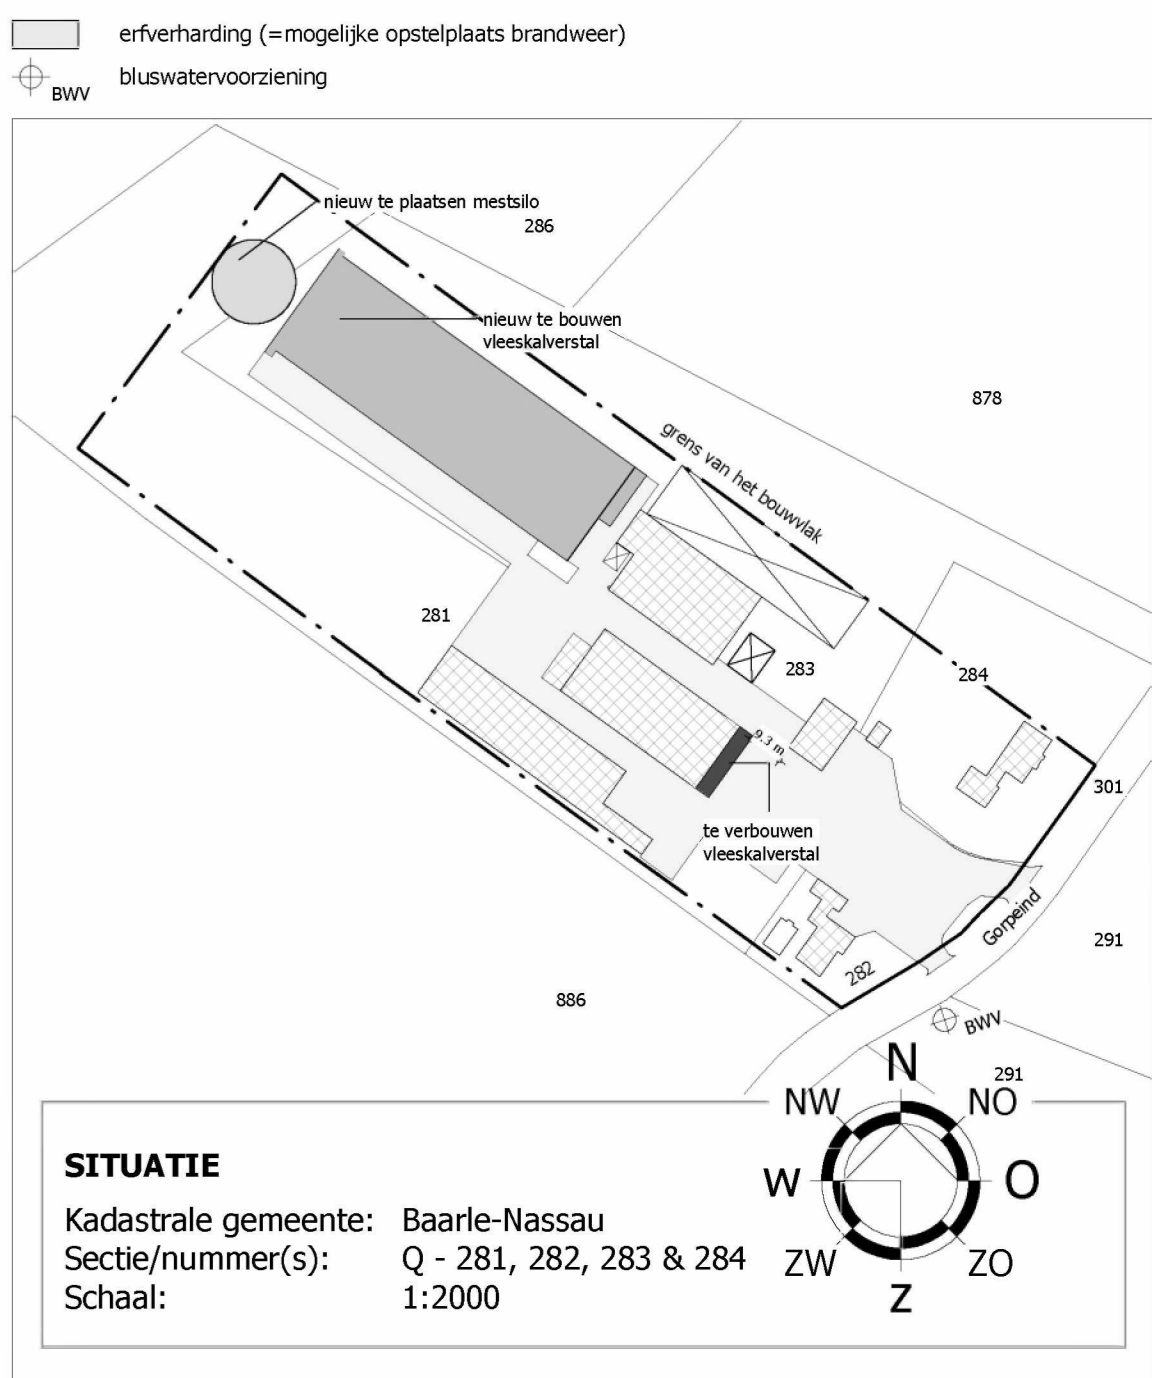 erfverharding (=mogelijke opstelplaats brandweer)
BWV bluswatervoorziening
nieuw te plaatsen mestsilo
286
nieuw te bouwen
vleeskalverstal
878
grens van het bouwvlak
281
283
284
9.3 m
301
te verbouwen
vleeskalverstal
Gorpeind
291
282
886
BWV
291
N
NW
NO
W
O
ZW
ZO
Z
SITUATIE
Kadastrale gemeente: Baarle-Nassau
Sectie/nummer(s): Q - 281, 282, 283 & 284
Schaal: 1:2000